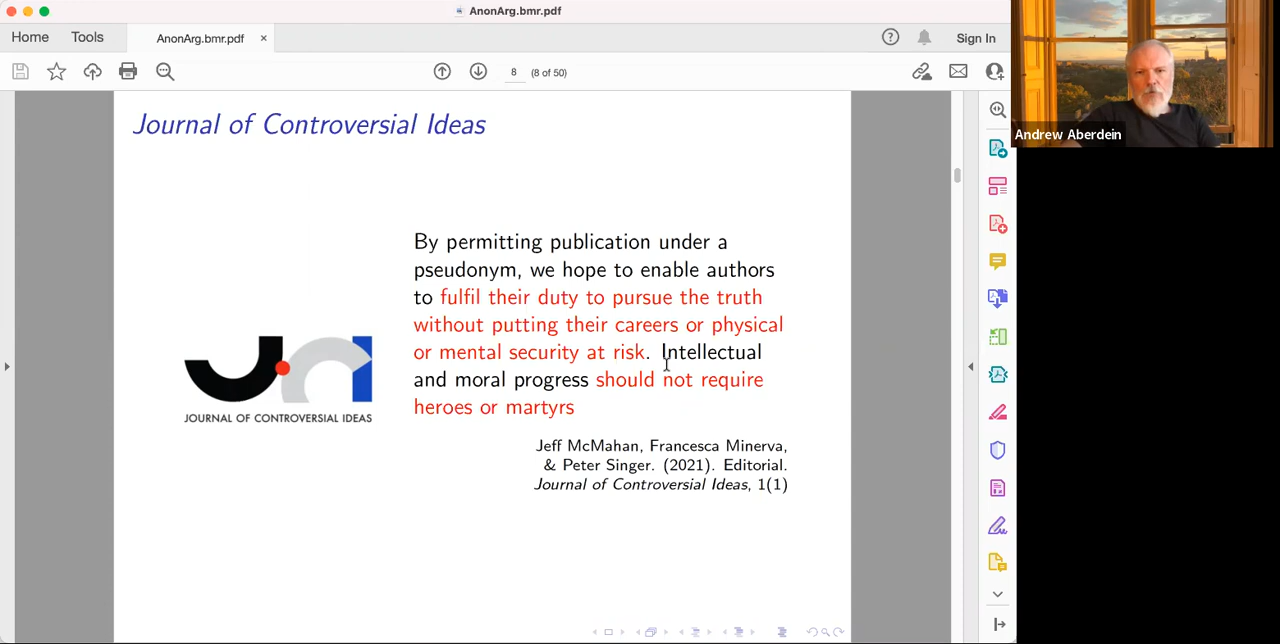 AnonArg.bmr.pdf
Home
Tools
AnonArg.bmr.pdf
×
Sign In
8
(8 of 50)
Andrew Aberdein
Journal of Controversial Ideas
By permitting publication under a
pseudonym, we hope to enable authors
to fulfil their duty to pursue the truth
without putting their careers or physical
or mental security at risk. Intellectual
and moral progress should not require
heroes or martyrs
JOURNAL OF CONTROVERSIAL IDEAS
Jeff McMahan, Francesca Minerva,
& Peter Singer. (2021). Editorial.
Journal of Controversial Ideas, 1(1)